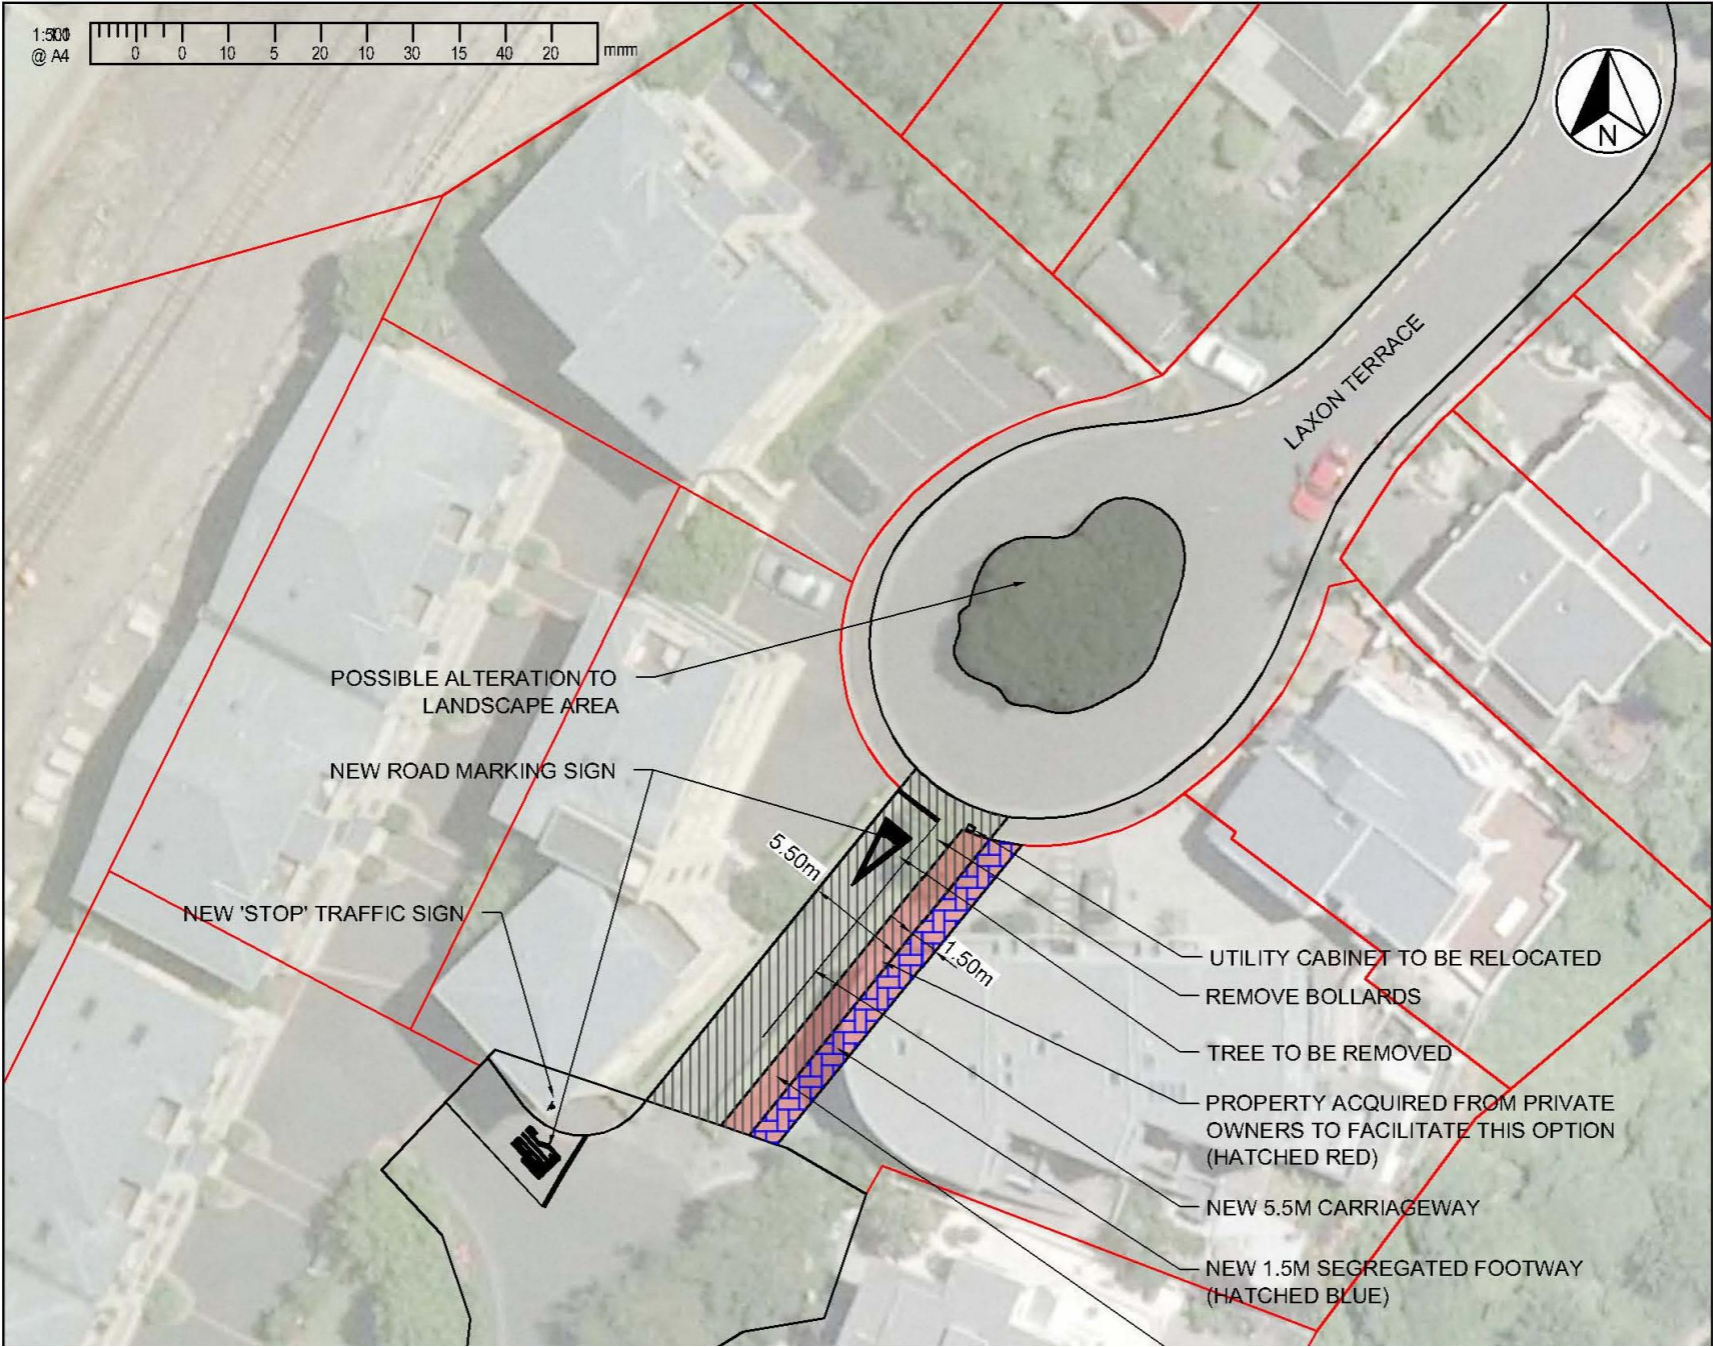 @ A4
0 0 10 5 20 10 30 15 40 20 mmm
N
LAXON TERRACE
POSSIBLE ALTERATION TO
LANDSCAPE AREA
NEW ROAD MARKING SIGN
5.50m
NEW 'STOP' TRAFFIC SIGN
1.50m
UTILITY CABINET TO BE RELOCATED
REMOVE BOLLARDS
TREE TO BE REMOVED
PROPERTY ACQUIRED FROM PRIVATE
OWNERS TO FACILITATE THIS OPTION
(HATCHED RED)
NEW 5.5M CARRIAGEWAY
NEW 1.5M SEGREGATED FOOTWAY
(HATCHED BLUE)